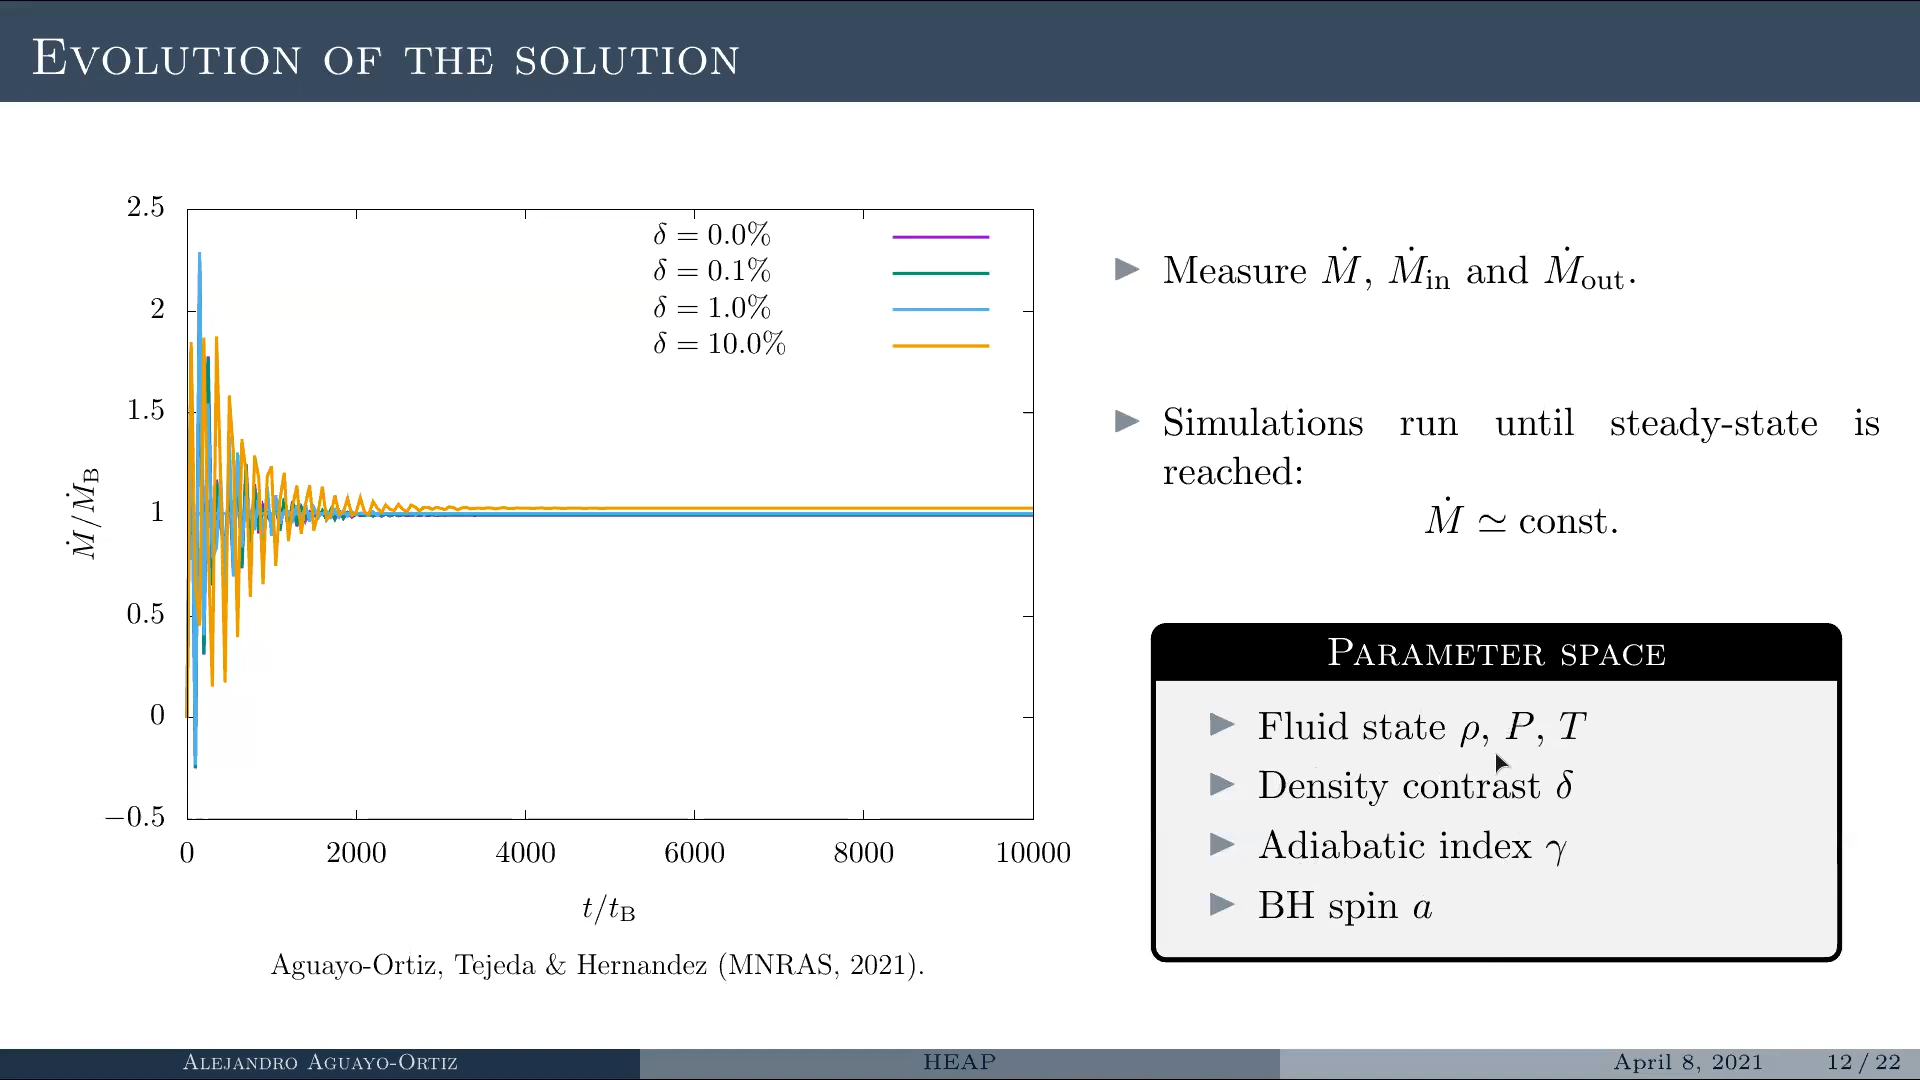 Evolution of the solution
2.5
2
1.5
1
0.5
0
−0.5
Ṁ/Ṁ_B
δ = 0.0%
δ = 0.1%
δ = 1.0%
δ = 10.0%
0 2000 4000 6000 8000 10000
t/t_B
Aguayo-Ortiz, Tejeda & Hernandez (MNRAS, 2021).
Measure Ṁ, Ṁ_in and Ṁ_out.
Simulations run until steady-state is
reached:
Ṁ ≃ const.
Parameter space
Fluid state ρ, P, T
Density contrast δ
Adiabatic index γ
BH spin a
Alejandro Aguayo-Ortiz HEAP April 8, 2021 12 / 22